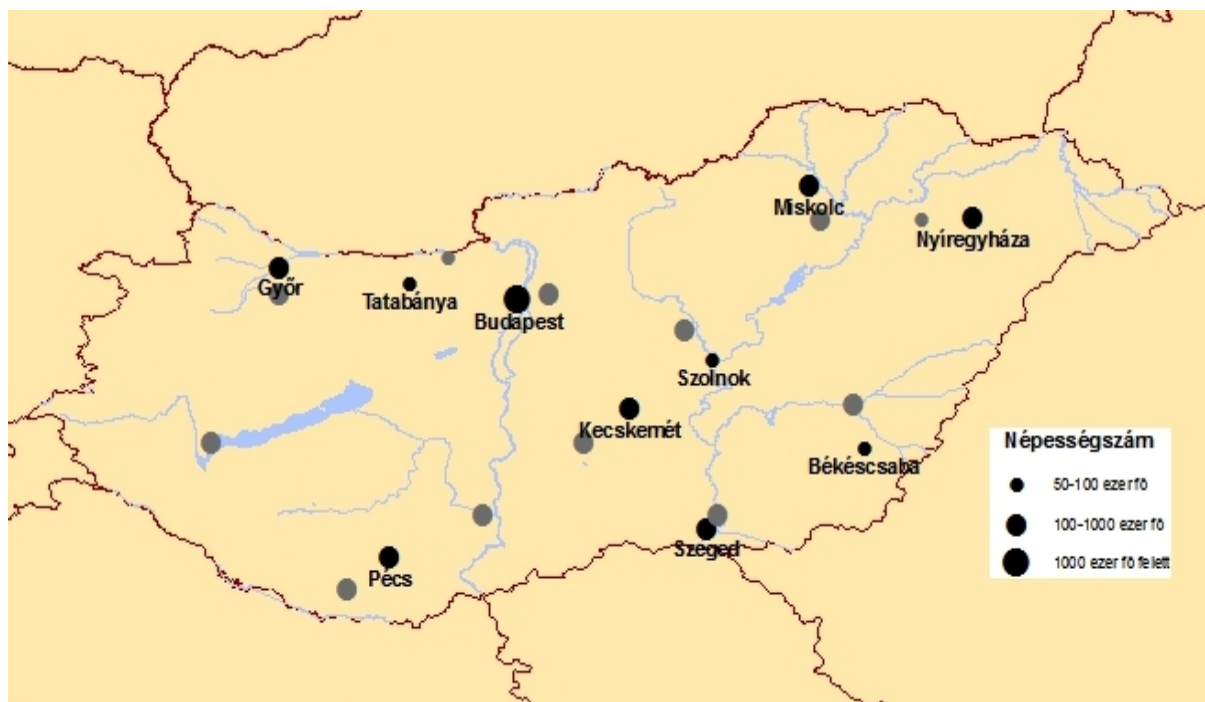 Miskolc
Nyíregyháza
Győr
Tatabánya
Budapest
Szolnok
Kecskemét
Békéscsaba
Szeged
Pécs
Népességszám
50-100 ezer fő
100-1000 ezer fő
1000 ezer fő felett